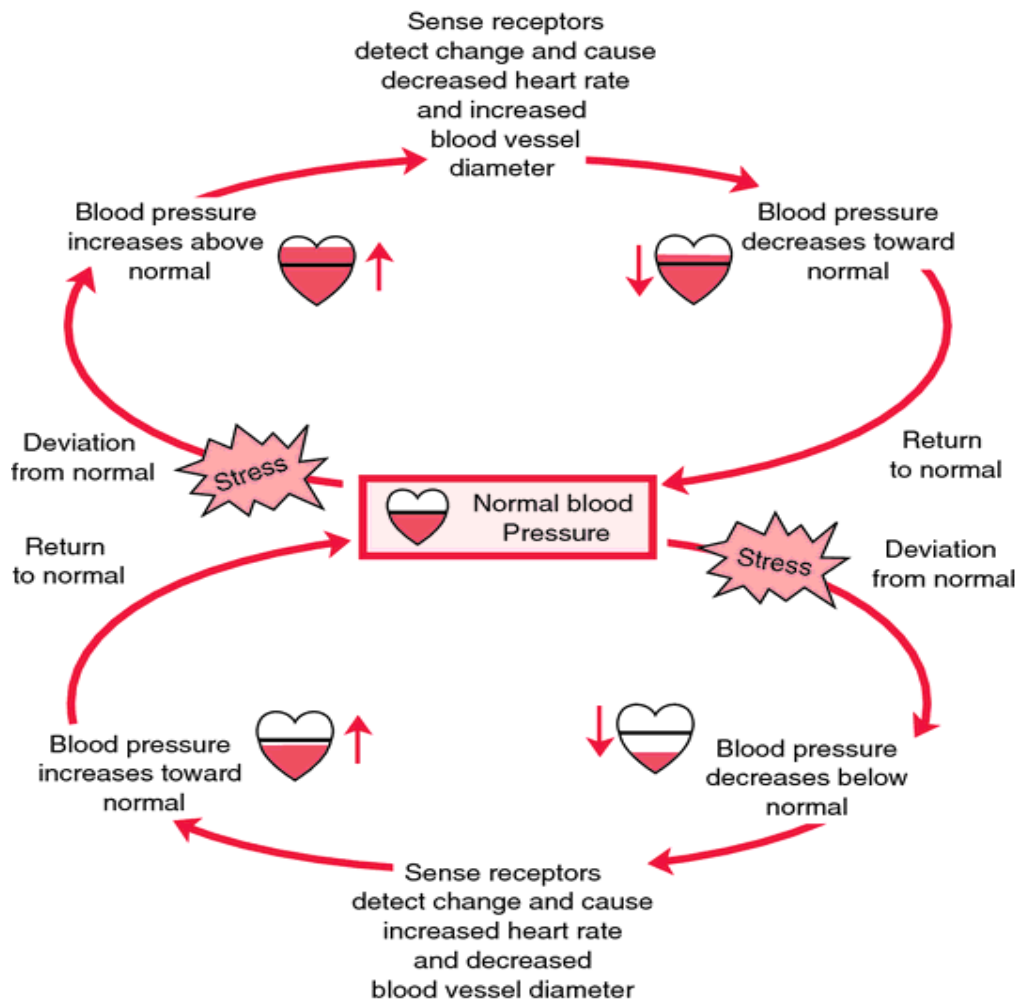 Sense receptors
detect change and cause
decreased heart rate
and increased
blood vessel
diameter
Blood pressure
increases above
normal
Blood pressure
decreases toward
normal
Deviation
from normal
Stress
Return
to normal
Normal blood
Pressure
Return
to normal
Stress
Deviation
from normal
Blood pressure
increases toward
normal
Blood pressure
decreases below
normal
Sense receptors
detect change and cause
increased heart rate
and decreased
blood vessel diameter